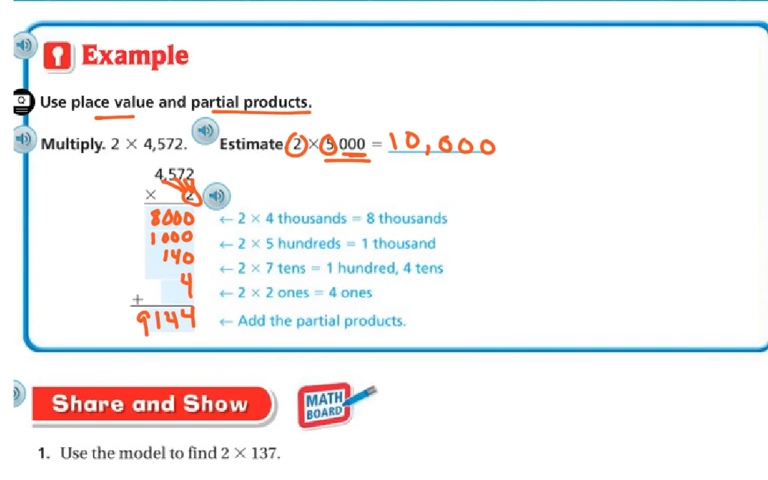 Example
Use place value and partial products.
Multiply. 2 × 4,572. Estimate. 2 × 5,000 = 10,000
4,572
× 2
8000 ← 2 × 4 thousands = 8 thousands
1000 ← 2 × 5 hundreds = 1 thousand
140 ← 2 × 7 tens = 1 hundred, 4 tens
+ 4 ← 2 × 2 ones = 4 ones
9144 ← Add the partial products.
Share and Show
MATH
BOARD
1. Use the model to find 2 × 137.